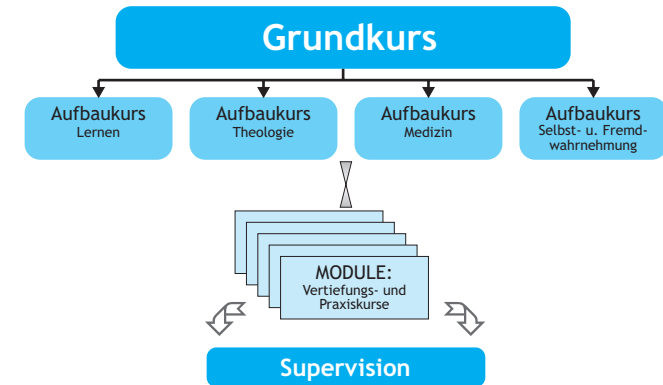 Grundkurs
Aufbaukurs
Lernen
Aufbaukurs
Theologie
Aufbaukurs
Medizin
Aufbaukurs
Selbst- u. Fremd-
wahrnehmung
MODULE:
Vertiefungs- und
Praxiskurse
Supervision